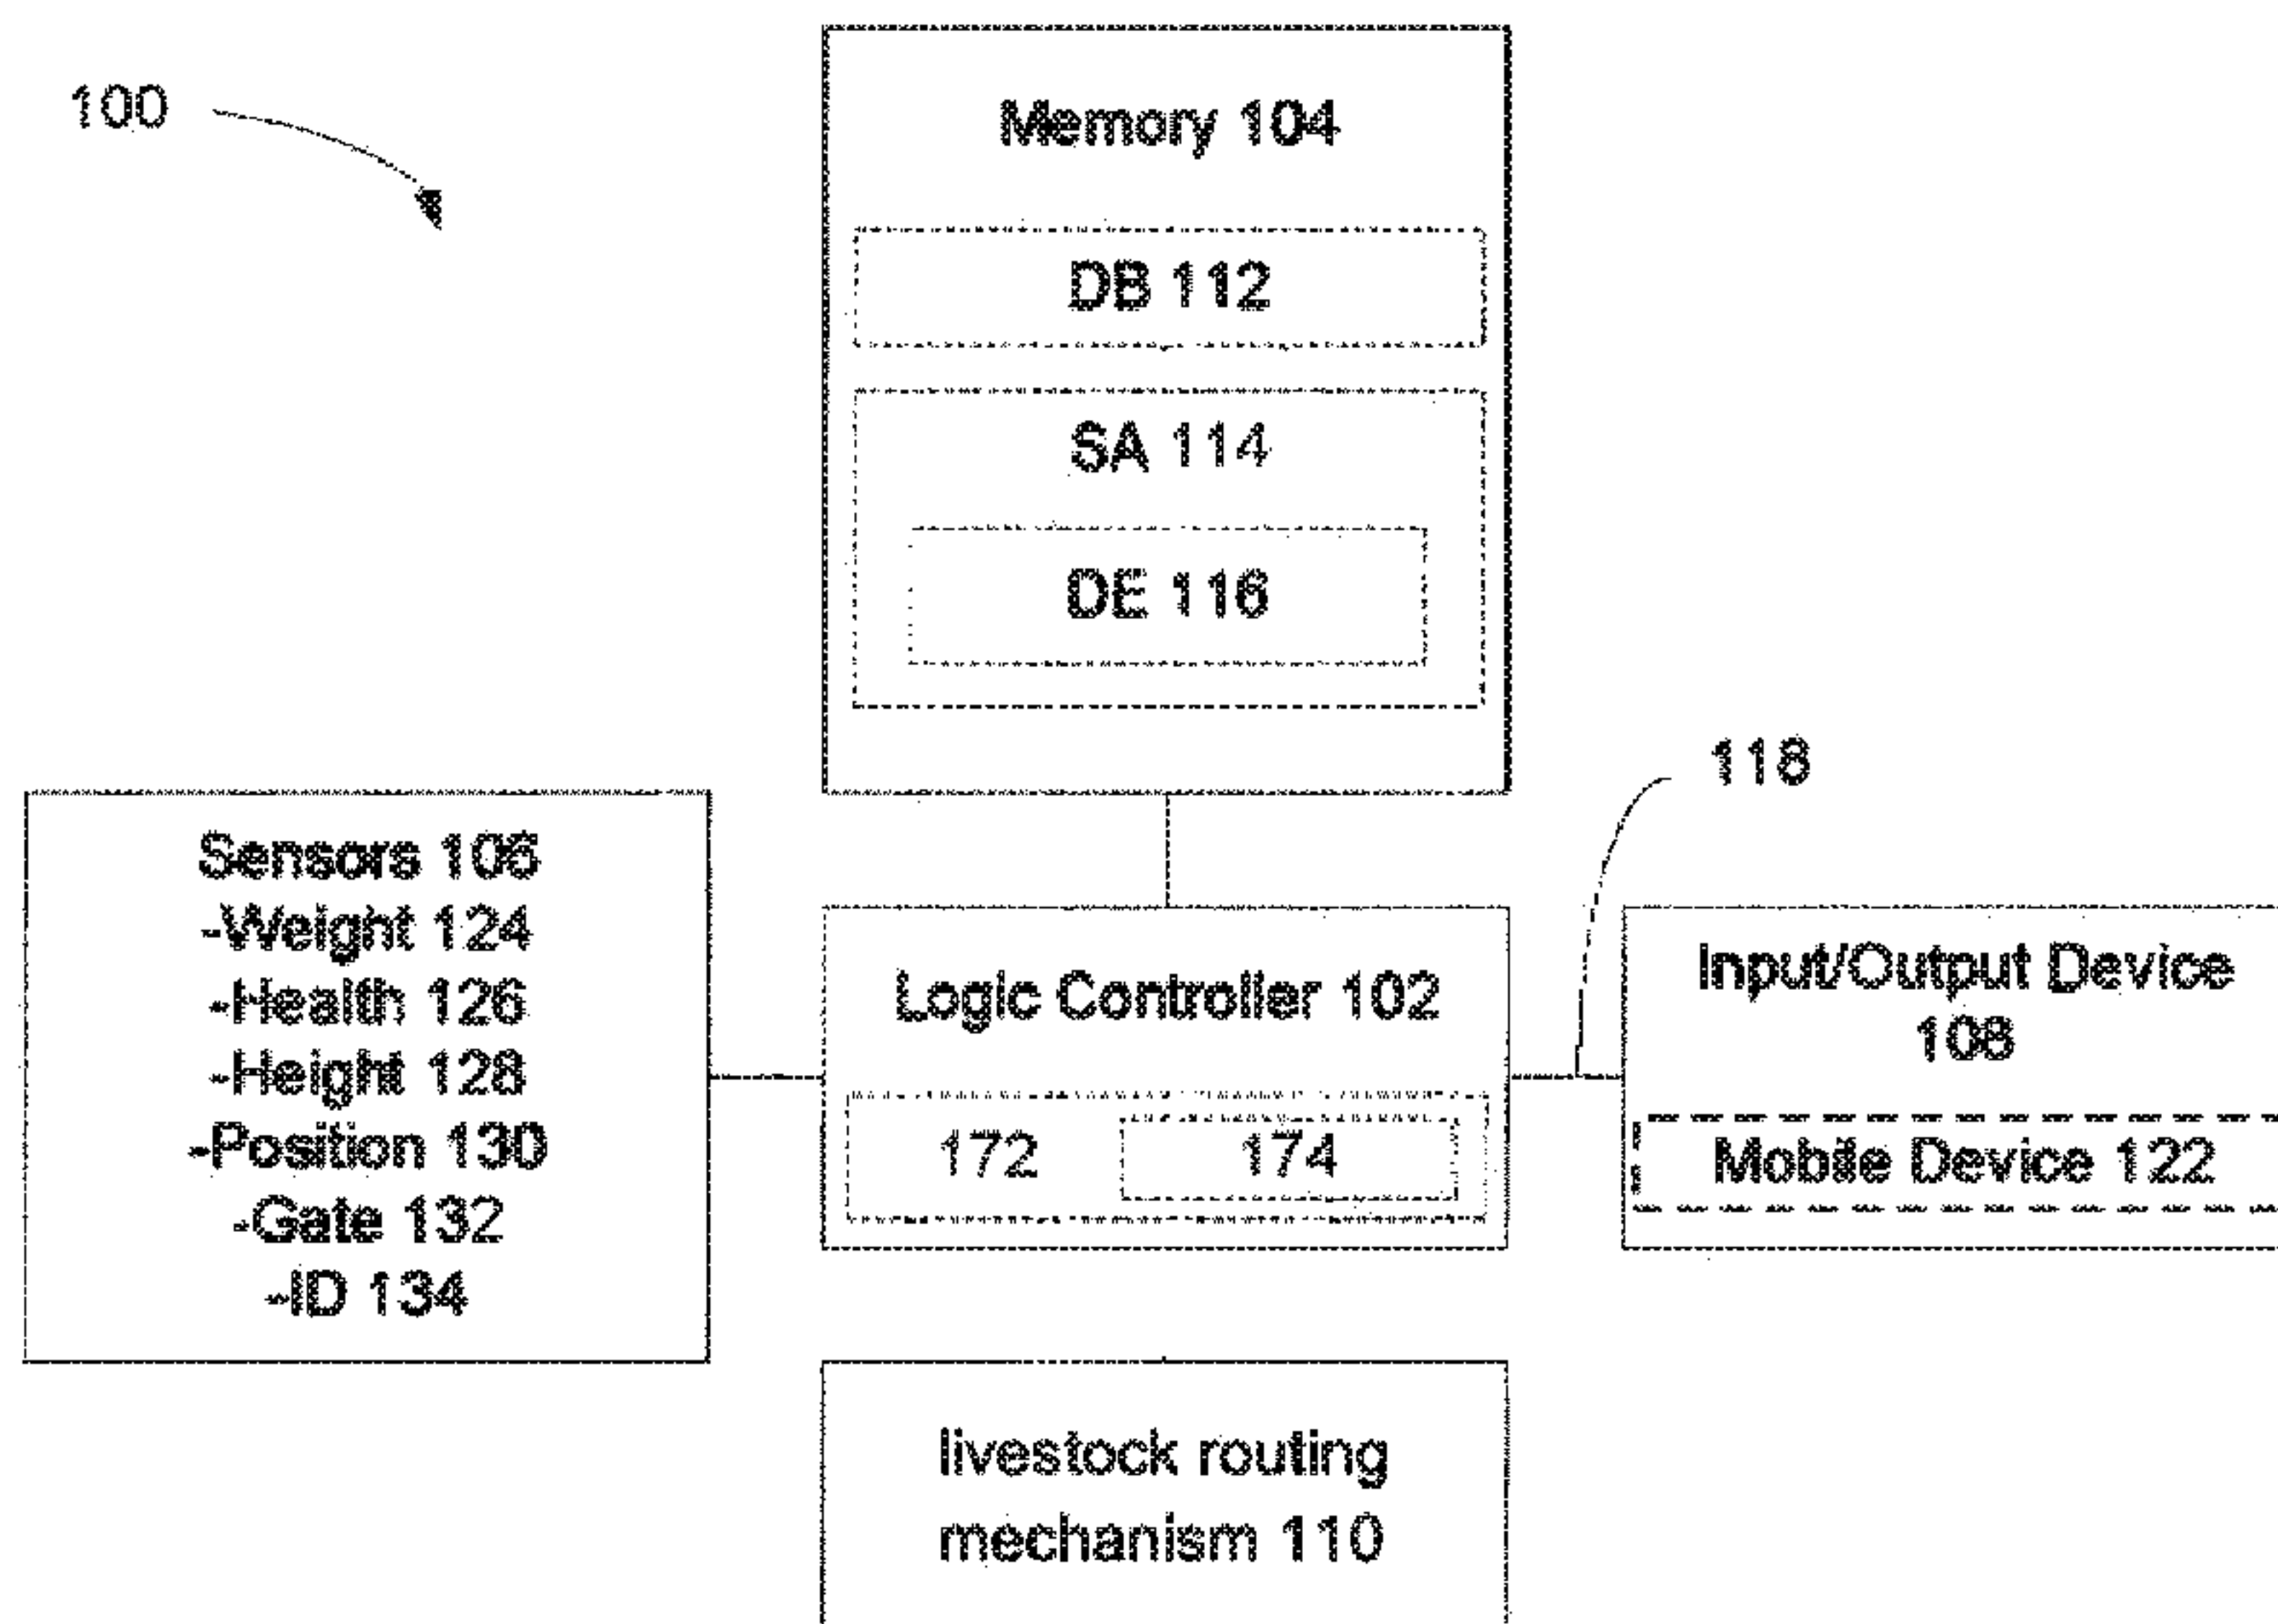 100
Memory 104
DB 112
SA 114
DE 116
118
Sensors 106
-Weight 124
-Health 126
-Height 128
-Position 130
-Gate 132
-ID 134
Logic Controller 102
172
174
Input/Output Device
108
Mobile Device 122
livestock routing
mechanism 110